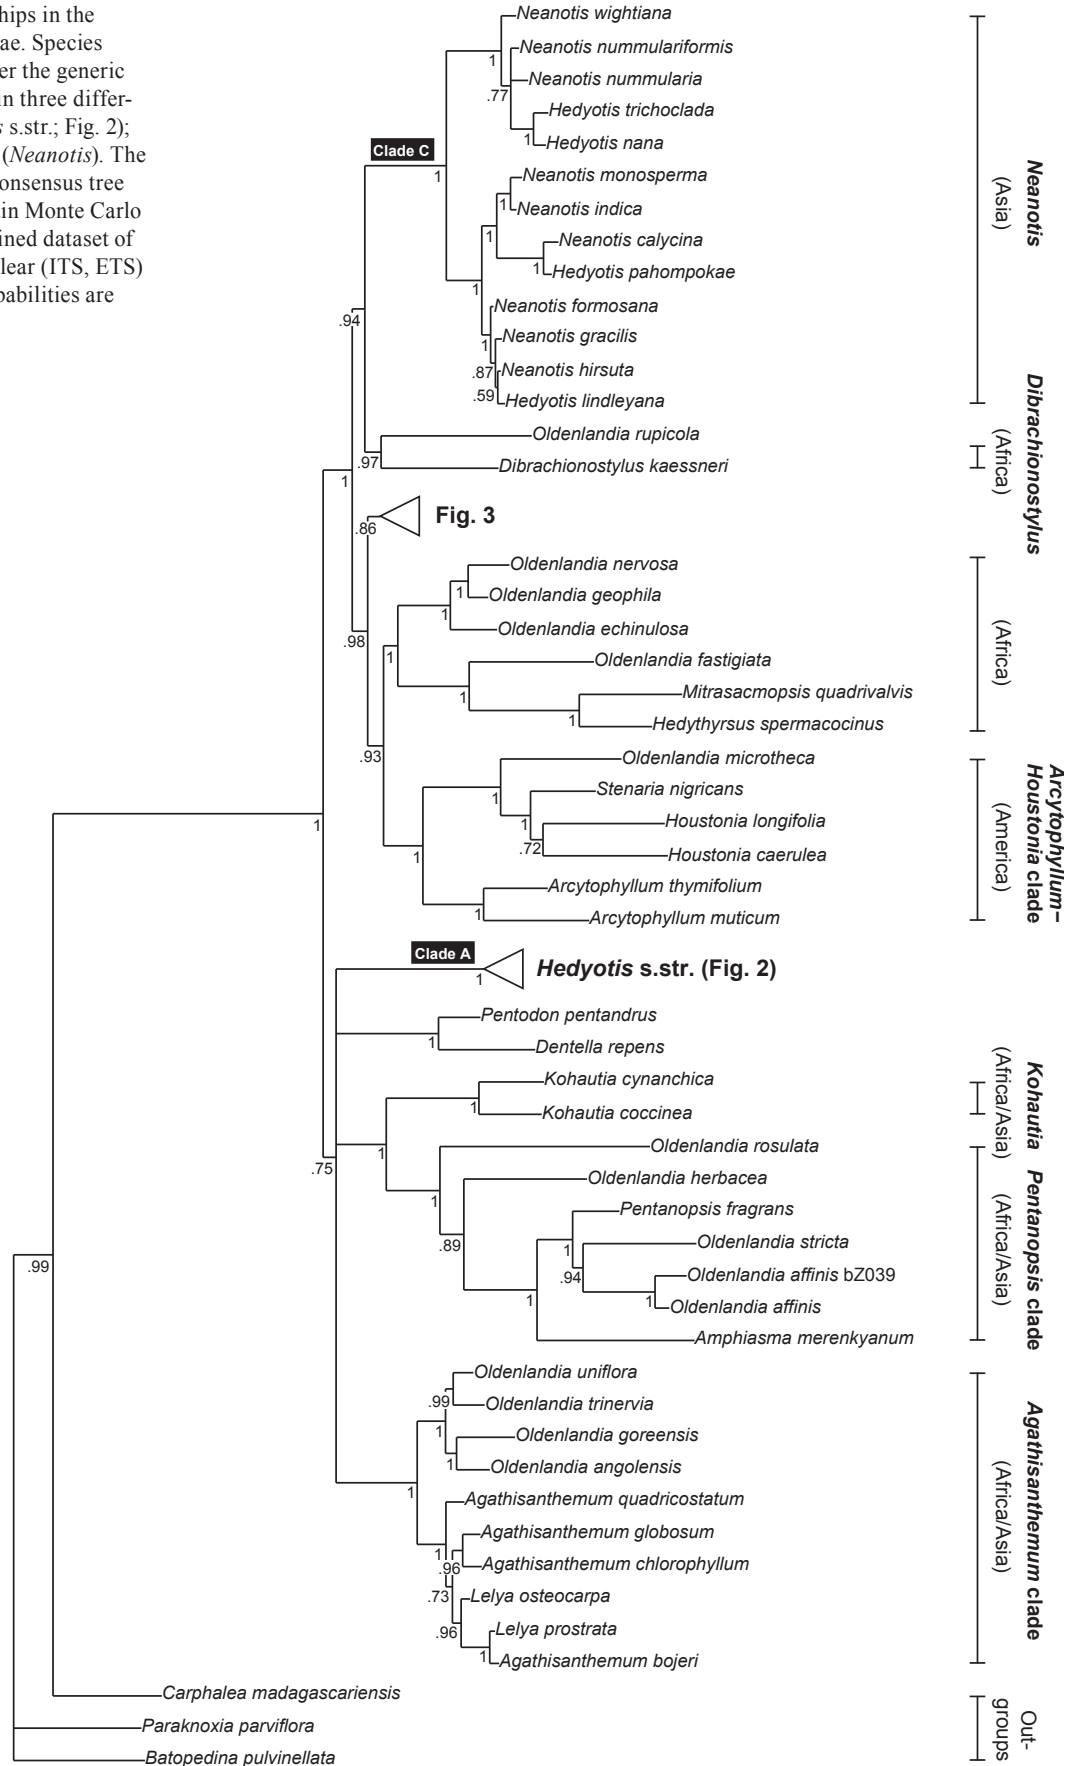 hips in the
ae. Species
er the generic
in three differ-
s s.str.; Fig. 2);
(Neanotis). The
onsensus tree
in Monte Carlo
ined dataset of
lear (ITS, ETS)
babilities are
Neanotis wightiana
Neanotis nummulariformis
1
Neanotis nummularia
.77
Hedyotis trichoclada
1
Hedyotis nana
Clade C
1
Neanotis monosperma
1
Neanotis indica
1
Neanotis calycina
1
Hedyotis pahompokae
1
Neanotis formosana
.94
Neanotis gracilis
1
Neanotis hirsuta
.87
.59
Hedyotis lindleyana
Oldenlandia rupicola
.97
Dibrachionostylus kaessneri
1
Fig. 3
.86
Oldenlandia nervosa
1
Oldenlandia geophila
1
Oldenlandia echinulosa
.98
1
Oldenlandia fastigiata
1
Mitrasacmopsis quadrivalvis
1
Hedythyrsus spermacocinus
.93
Oldenlandia microtheca
1
Stenaria nigricans
1
Houstonia longifolia
.72
1
Houstonia caerulea
Arcytophyllum thymifolium
1
Arcytophyllum muticum
1
Clade A
1
Hedyotis s.str. (Fig. 2)
Pentodon pentandrus
1
Dentella repens
Kohautia cynanchica
1
Kohautia coccinea
1
.75
Oldenlandia rosulata
1
Oldenlandia herbacea
.89
Pentanopsis fragrans
1
Oldenlandia stricta
.94
Oldenlandia affinis bZ039
1
1
Oldenlandia affinis
Amphiasma merenkyanum
.99
Oldenlandia uniflora
.99
Oldenlandia trinervia
1
Oldenlandia goreensis
1
Oldenlandia angolensis
1
Agathisanthemum quadricostatum
Agathisanthemum globosum
1
.96
Agathisanthemum chlorophyllum
.73
Lelya osteocarpa
.96
Lelya prostrata
1
Agathisanthemum bojeri
Carphalea madagascariensis
Paraknoxia parviflora
Batopedina pulvinellata
Neanotis
(Asia)
Dibrachionostylus
(Africa)
(Africa)
Arcytophyllum–
Houstonia clade
(America)
Kohautia
(Africa/Asia)
Pentanopsis clade
(Africa/Asia)
Agathisanthemum clade
(Africa/Asia)
Out-
groups